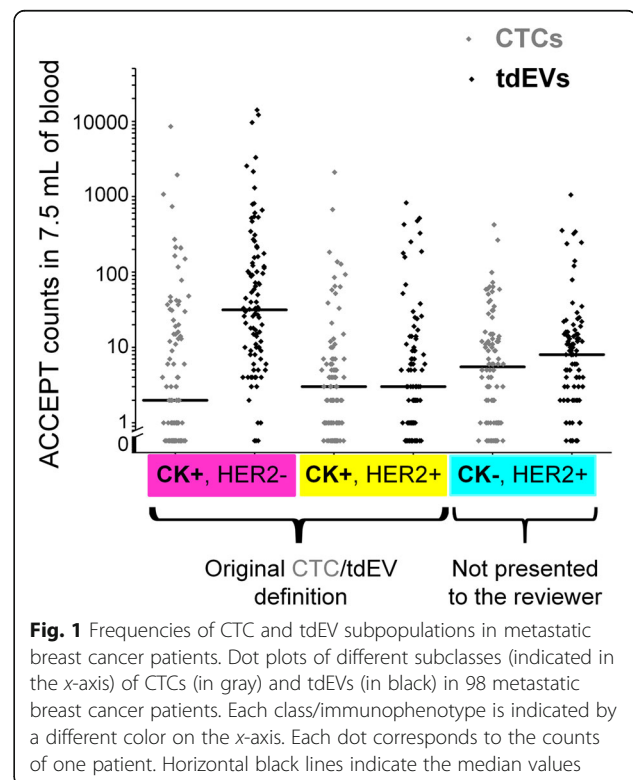 CTCs
tdEVs
ACCEPT counts in 7.5 mL of blood
10000
1000
100
10
1
0
CK+, HER2- CK+, HER2+ CK-, HER2+
Original CTC/tdEV definition
Not presented to the reviewer
Fig. 1 Frequencies of CTC and tdEV subpopulations in metastatic
breast cancer patients. Dot plots of different subclasses (indicated in
the x-axis) of CTCs (in gray) and tdEVs (in black) in 98 metastatic
breast cancer patients. Each class/immunophenotype is indicated by
a different color on the x-axis. Each dot corresponds to the counts
of one patient. Horizontal black lines indicate the median values